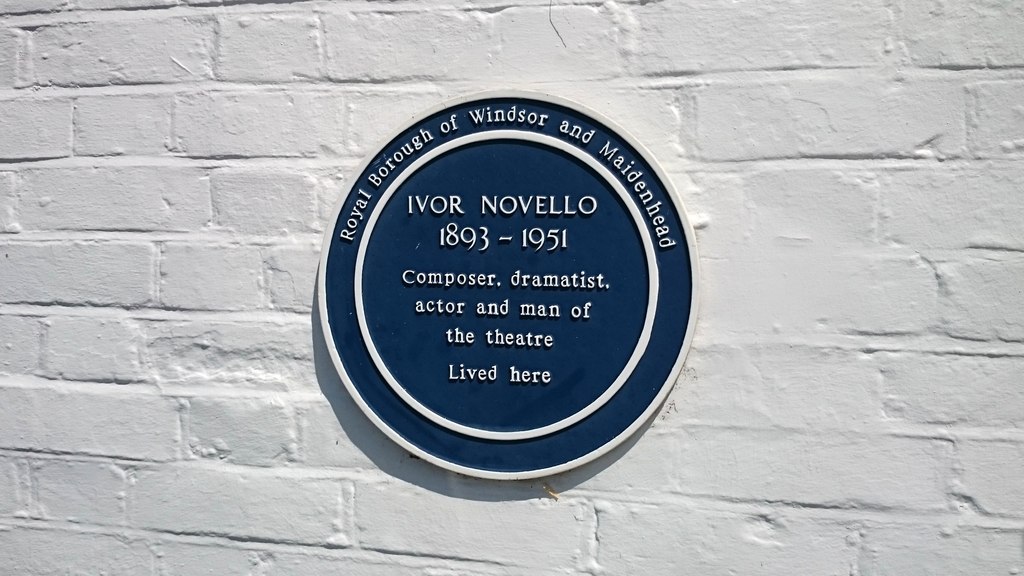 Royal Borough of Windsor and Maidenhead
IVOR NOVELLO
1893 - 1951
Composer, dramatist,
actor and man of
the theatre
Lived here